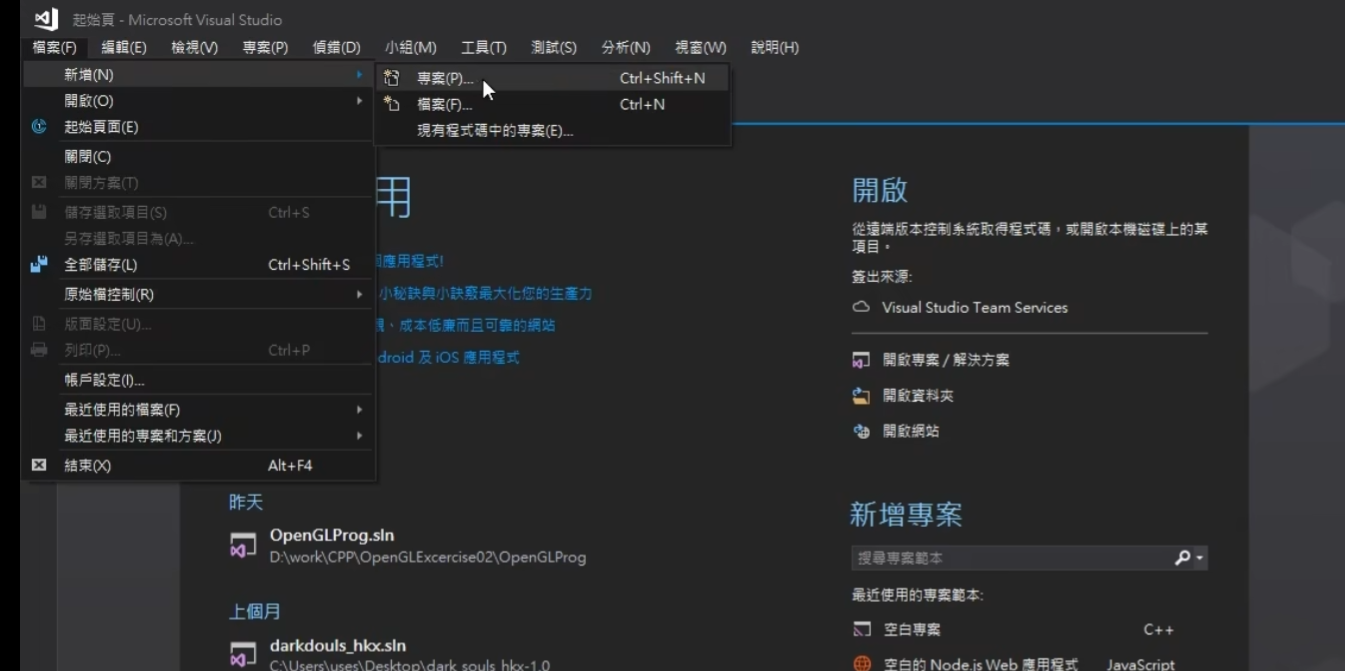 起始頁 - Microsoft Visual Studio
檔案(F) 編輯(E) 檢視(V) 專案(P) 偵錯(D) 小組(M) 工具(T) 測試(S) 分析(N) 視窗(W) 說明(H)
新增(N)
開啟(O)
起始頁面(E)
關閉(C)
關閉方案(T)
儲存選取項目(S) Ctrl+S
另存選取項目為(A)...
全部儲存(L) Ctrl+Shift+S
原始檔控制(R)
版面設定(U)...
列印(P)... Ctrl+P
帳戶設定(I)...
最近使用的檔案(F)
最近使用的專案和方案(J)
結束(X) Alt+F4
專案(P)... Ctrl+Shift+N
檔案(F)... Ctrl+N
現有程式碼中的專案(E)...
用
應用程式!
小秘訣與小訣竅最大化您的生產力
、成本低廉而且可靠的網站
droid 及 iOS 應用程式
昨天
OpenGLProg.sln
D:\work\CPP\OpenGLExcercise02\OpenGLProg
上個月
darkdouls_hkx.sln
C:\Users\uses\Desktop\dark_souls_hkx-1.0
開啟
從遠端版本控制系統取得程式碼，或開啟本機磁碟上的某
項目。
簽出來源:
Visual Studio Team Services
開啟專案 / 解決方案
開啟資料夾
開啟網站
新增專案
搜尋專案範本
最近使用的專案範本:
空白專案 C++
空白的 Node.js Web 應用程式 JavaScript